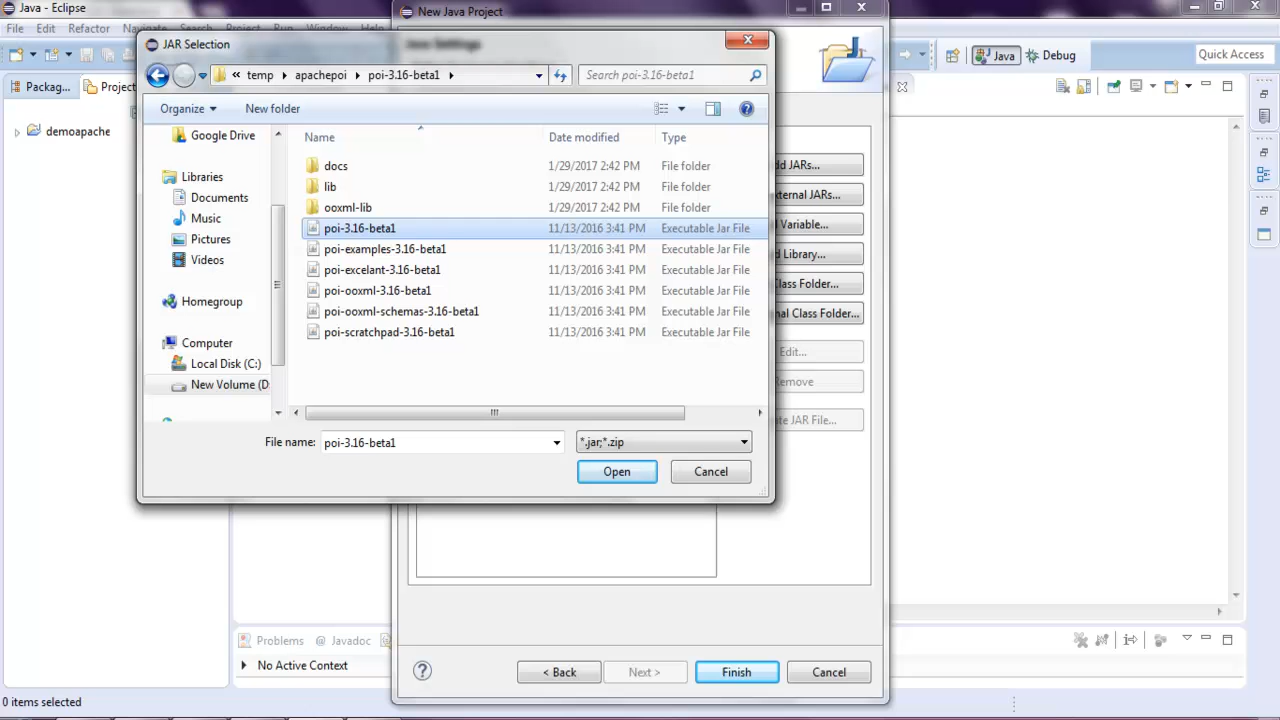 Java - Eclipse
New Java Project
File Edit Refactor Navigate Search Project Run Window Help
Quick Access
Java
Debug
Packag...
Project
demoapache
JAR Selection
Java Settings
temp apachepoi poi-3.16-beta1
Search poi-3.16-beta1
Organize
New folder
Google Drive
Libraries
Documents
Music
Pictures
Videos
Homegroup
Computer
Local Disk (C:)
New Volume (D:
Name Date modified Type
docs 1/29/2017 2:42 PM File folder
lib 1/29/2017 2:42 PM File folder
ooxml-lib 1/29/2017 2:42 PM File folder
poi-3.16-beta1 11/13/2016 3:41 PM Executable Jar File
poi-examples-3.16-beta1 11/13/2016 3:41 PM Executable Jar File
poi-excelant-3.16-beta1 11/13/2016 3:41 PM Executable Jar File
poi-ooxml-3.16-beta1 11/13/2016 3:41 PM Executable Jar File
poi-ooxml-schemas-3.16-beta1 11/13/2016 3:41 PM Executable Jar File
poi-scratchpad-3.16-beta1 11/13/2016 3:41 PM Executable Jar File
File name: poi-3.16-beta1
*.jar;*.zip
Open
Cancel
dd JARs...
ternal JARs...
Variable...
d Library...
Class Folder...
nal Class Folder...
Edit...
emove
te JAR File...
Problems
@ Javadoc
No Active Context
? < Back Next > Finish Cancel
0 items selected